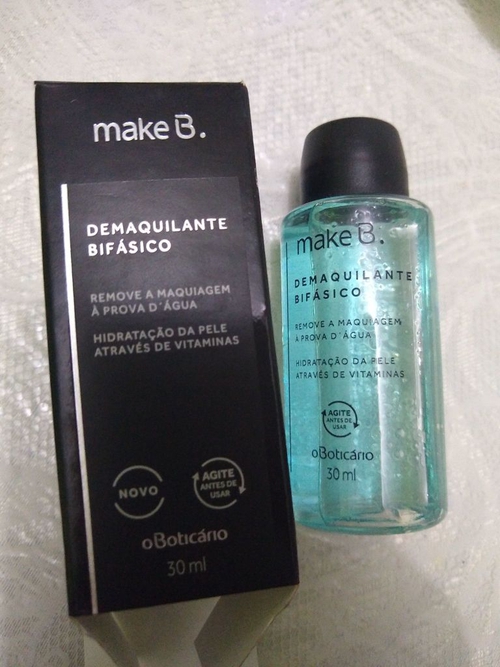 make B.
DEMAQUILANTE
BIFÁSICO
REMOVE A MAQUIAGEM
À PROVA D'ÁGUA
HIDRATAÇÃO DA PELE
ATRAVÉS DE VITAMINAS
NOVO
AGITE
ANTES DE
USAR
oBoticário
30 ml
make B.
DEMAQUILANTE
BIFÁSICO
REMOVE A MAQUIAGEM
À PROVA D'ÁGUA
HIDRATAÇÃO DA PELE
ATRAVÉS DE VITAMINAS
AGITE
ANTES DE
USAR
oBoticário
30 ml